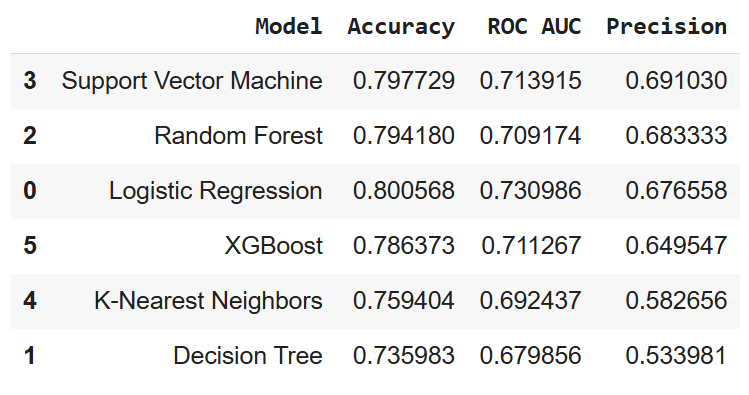 Model Accuracy ROC AUC Precision
3 Support Vector Machine 0.797729 0.713915 0.691030
2 Random Forest 0.794180 0.709174 0.683333
0 Logistic Regression 0.800568 0.730986 0.676558
5 XGBoost 0.786373 0.711267 0.649547
4 K-Nearest Neighbors 0.759404 0.692437 0.582656
1 Decision Tree 0.735983 0.679856 0.533981